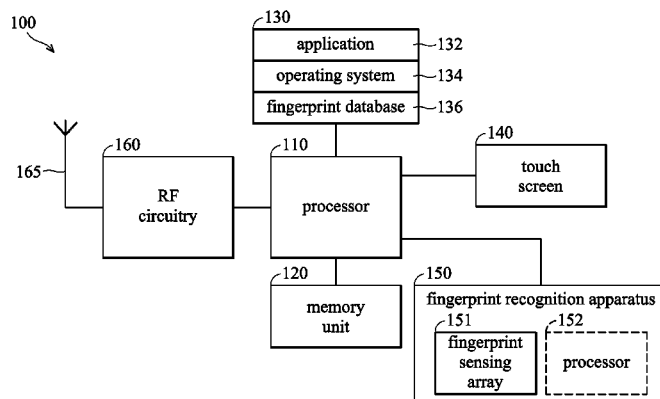 100
130
application
132
operating system
134
fingerprint database
136
165
160
RF
circuitry
110
processor
140
touch
screen
120
memory
unit
150
fingerprint recognition apparatus
151
fingerprint
sensing
array
152
processor